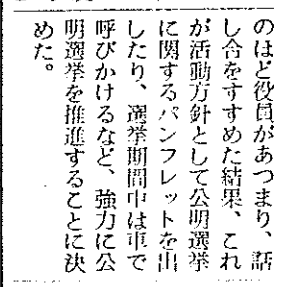 のほど役員があつまり、話
し合をすすめた結果、これ
が活動方針として公明選挙
に関するパンフレットを出
したり、選挙期間中は車で
呼びかけるなど、強力に公
明選挙を推進することに決
めた。